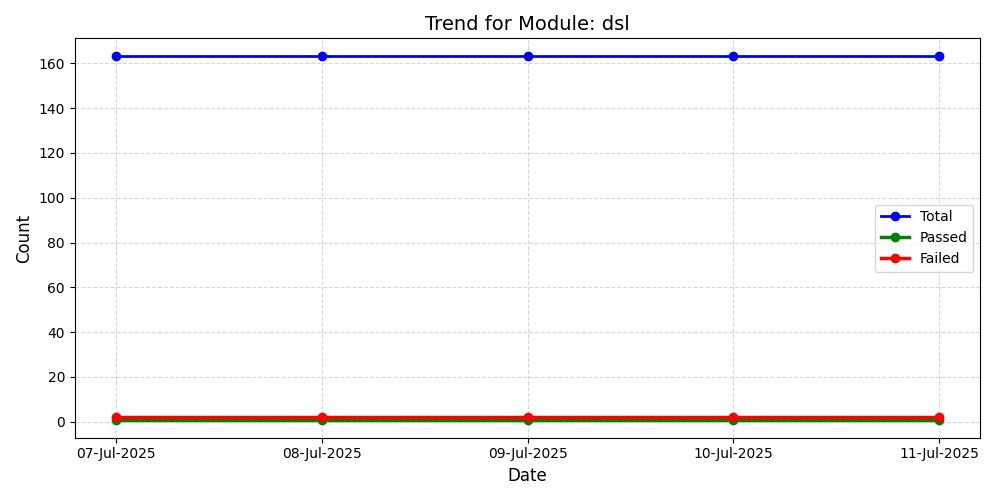 Trend for Module: dsl
Count
160
140
120
100
80
60
40
20
0
Total
Passed
Failed
07-Jul-2025
08-Jul-2025
09-Jul-2025
10-Jul-2025
11-Jul-2025
Date